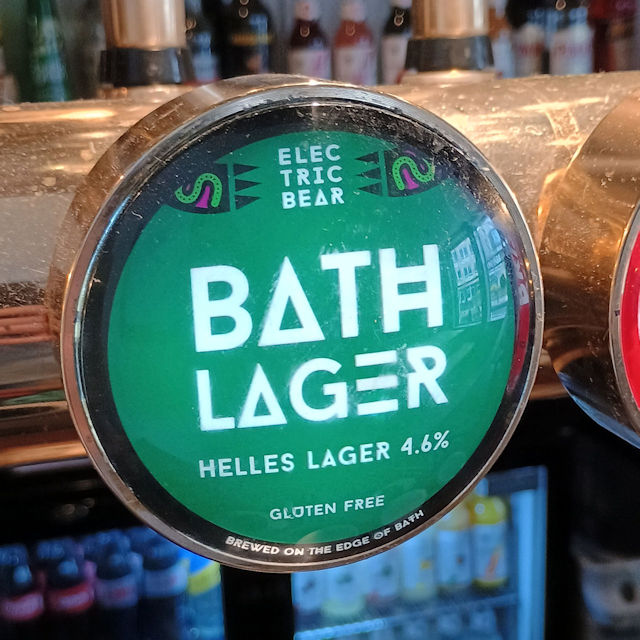 ELEC
TRIC
BEAR
BATH
LAGER
HELLES LAGER 4.6%
GLUTEN FREE
BREWED ON THE EDGE OF BATH